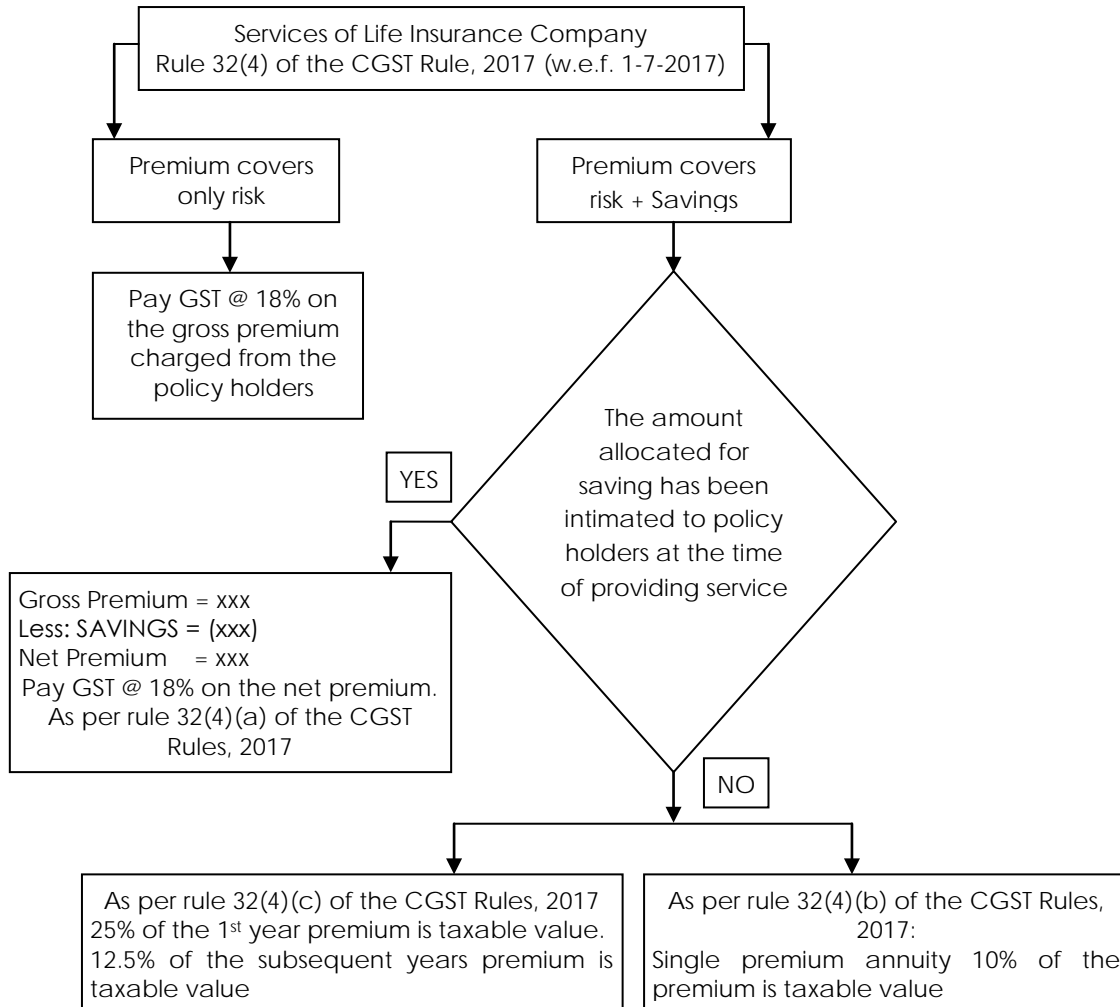 Services of Life Insurance Company
Rule 32(4) of the CGST Rule, 2017 (w.e.f. 1-7-2017)
Premium covers
only risk
Premium covers
risk + Savings
Pay GST @ 18% on
the gross premium
charged from the
policy holders
The amount
allocated for
saving has been
intimated to policy
holders at the time
of providing service
YES
Gross Premium = xxx
Less: SAVINGS = (xxx)
Net Premium = xxx
Pay GST @ 18% on the net premium.
As per rule 32(4)(a) of the CGST
Rules, 2017
NO
As per rule 32(4)(c) of the CGST Rules, 2017
25% of the 1st year premium is taxable value.
12.5% of the subsequent years premium is
taxable value
As per rule 32(4)(b) of the CGST Rules,
2017:
Single premium annuity 10% of the
premium is taxable value